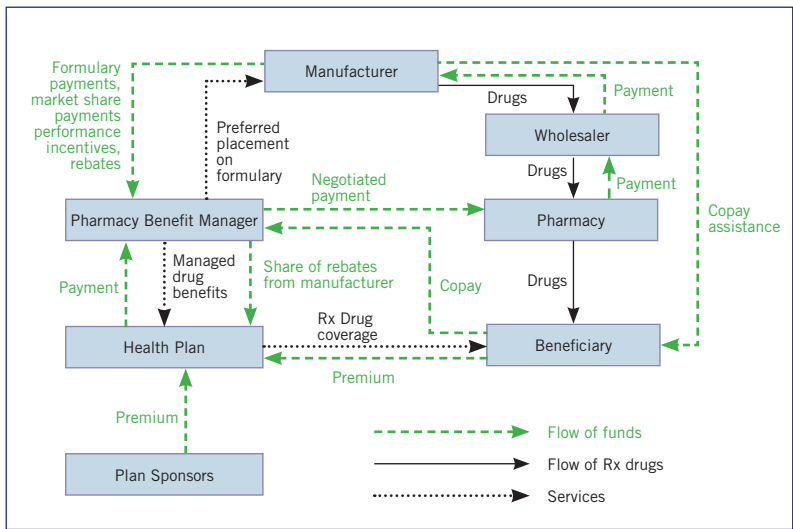 Manufacturer
Formulary
payments,
market share
payments
performance
incentives,
rebates
Preferred
placement
on
formulary
Drugs
Payment
Wholesaler
Drugs
Payment
Negotiated
payment
Pharmacy Benefit Manager
Pharmacy
Copay
assistance
Managed
drug
benefits
Share of rebates
from manufacturer
Payment
Copay
Drugs
Rx Drug
coverage
Health Plan
Beneficiary
Premium
Premium
Plan Sponsors
Flow of funds
Flow of Rx drugs
Services